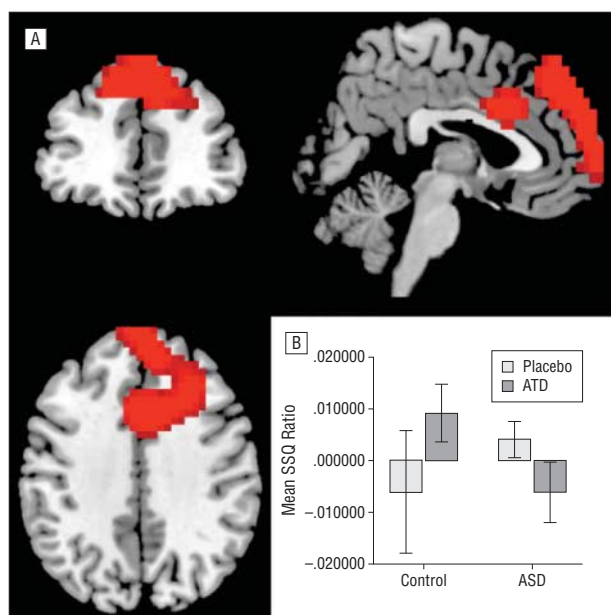 A
B
.020000
.010000
.000000
−.010000
−.020000
Mean SSQ Ratio
Placebo
ATD
Control
ASD